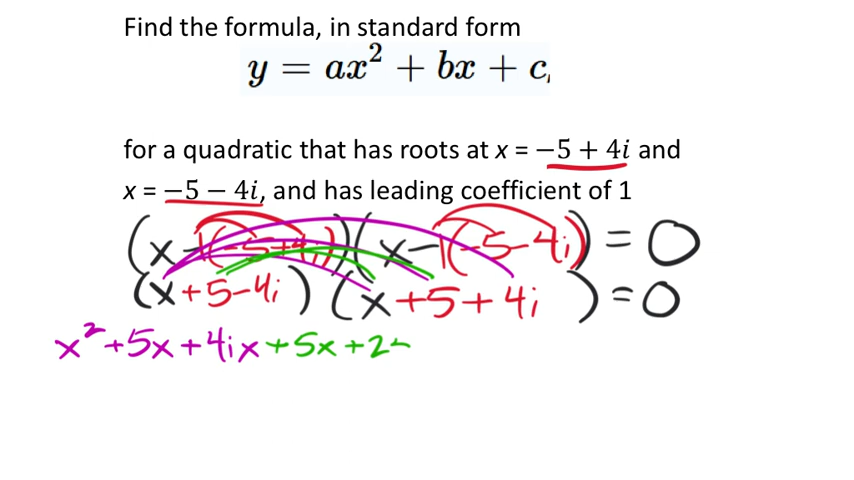 Find the formula, in standard form
y = ax² + bx + c,
for a quadratic that has roots at x = −5 + 4i and
x = −5 − 4i, and has leading coefficient of 1
(x−1(−5+4i))(x−1(−5−4i)) = 0
(x+5−4i) (x+5+4i ) = 0
x²+5x+4ix+5x+2